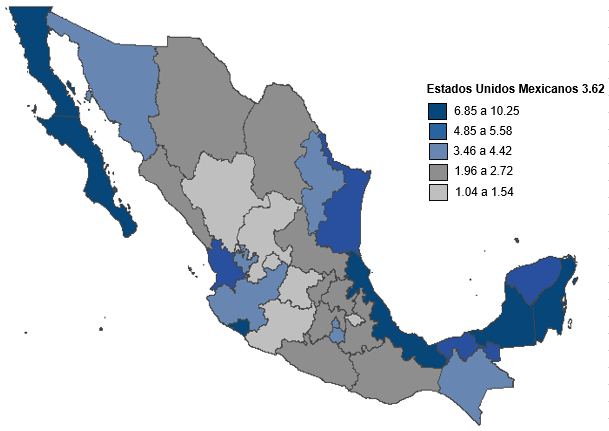 Estados Unidos Mexicanos 3.62
6.85 a 10.25
4.85 a 5.58
3.46 a 4.42
1.96 a 2.72
1.04 a 1.54